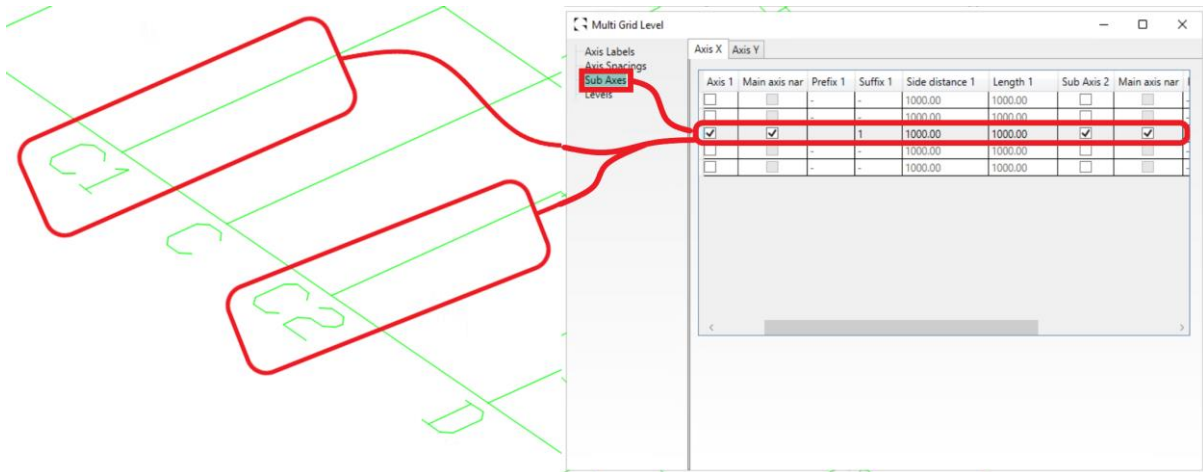 C1
C
C2
D
Multi Grid Level
Axis Labels
Axis Spacings
Sub Axes
Levels
Axis X Axis Y
Axis 1 Main axis nar Prefix 1 Suffix 1 Side distance 1 Length 1 Sub Axis 2 Main axis nar
- - 1000.00 1000.00
- - 1000.00 1000.00
1 1000.00 1000.00
- - 1000.00 1000.00
- - 1000.00 1000.00